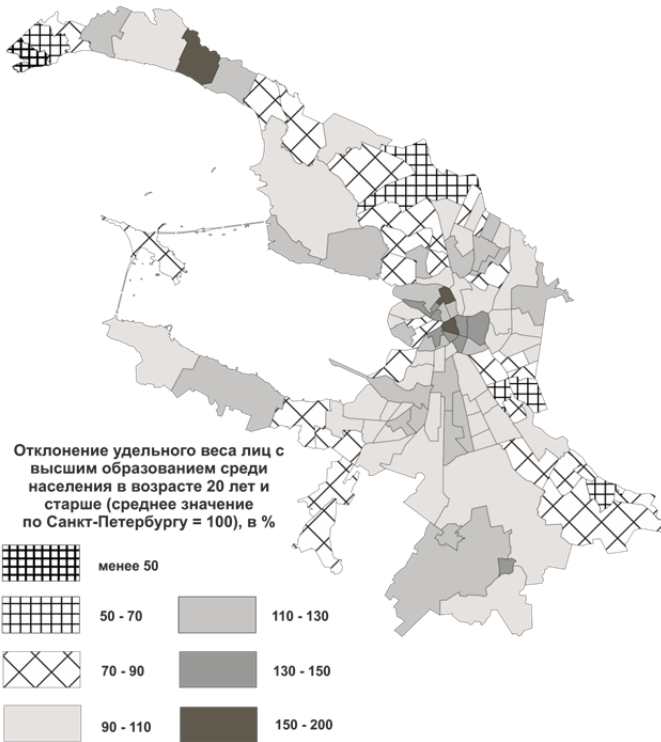 Отклонение удельного веса лиц с
высшим образованием среди
населения в возрасте 20 лет и
старше (среднее значение
по Санкт-Петербургу = 100), в %
менее 50
50 - 70
110 - 130
70 - 90
130 - 150
90 - 110
150 - 200